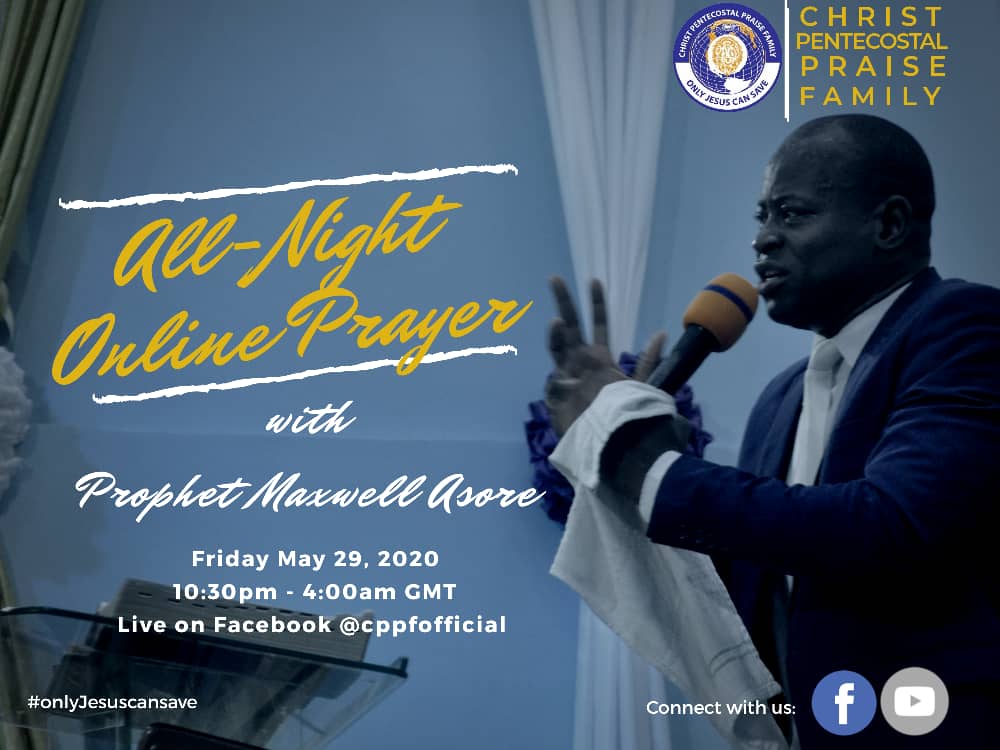 CHRIST PENTECOSTAL PRAISE FAMILY
ONLY JESUS CAN SAVE
CHRIST
PENTECOSTAL
PRAISE
FAMILY
All-Night
Online Prayer
with
Prophet Maxwell Asore
Friday May 29, 2020
10:30pm - 4:00am GMT
Live on Facebook @cppfofficial
#onlyJesuscansave
Connect with us: